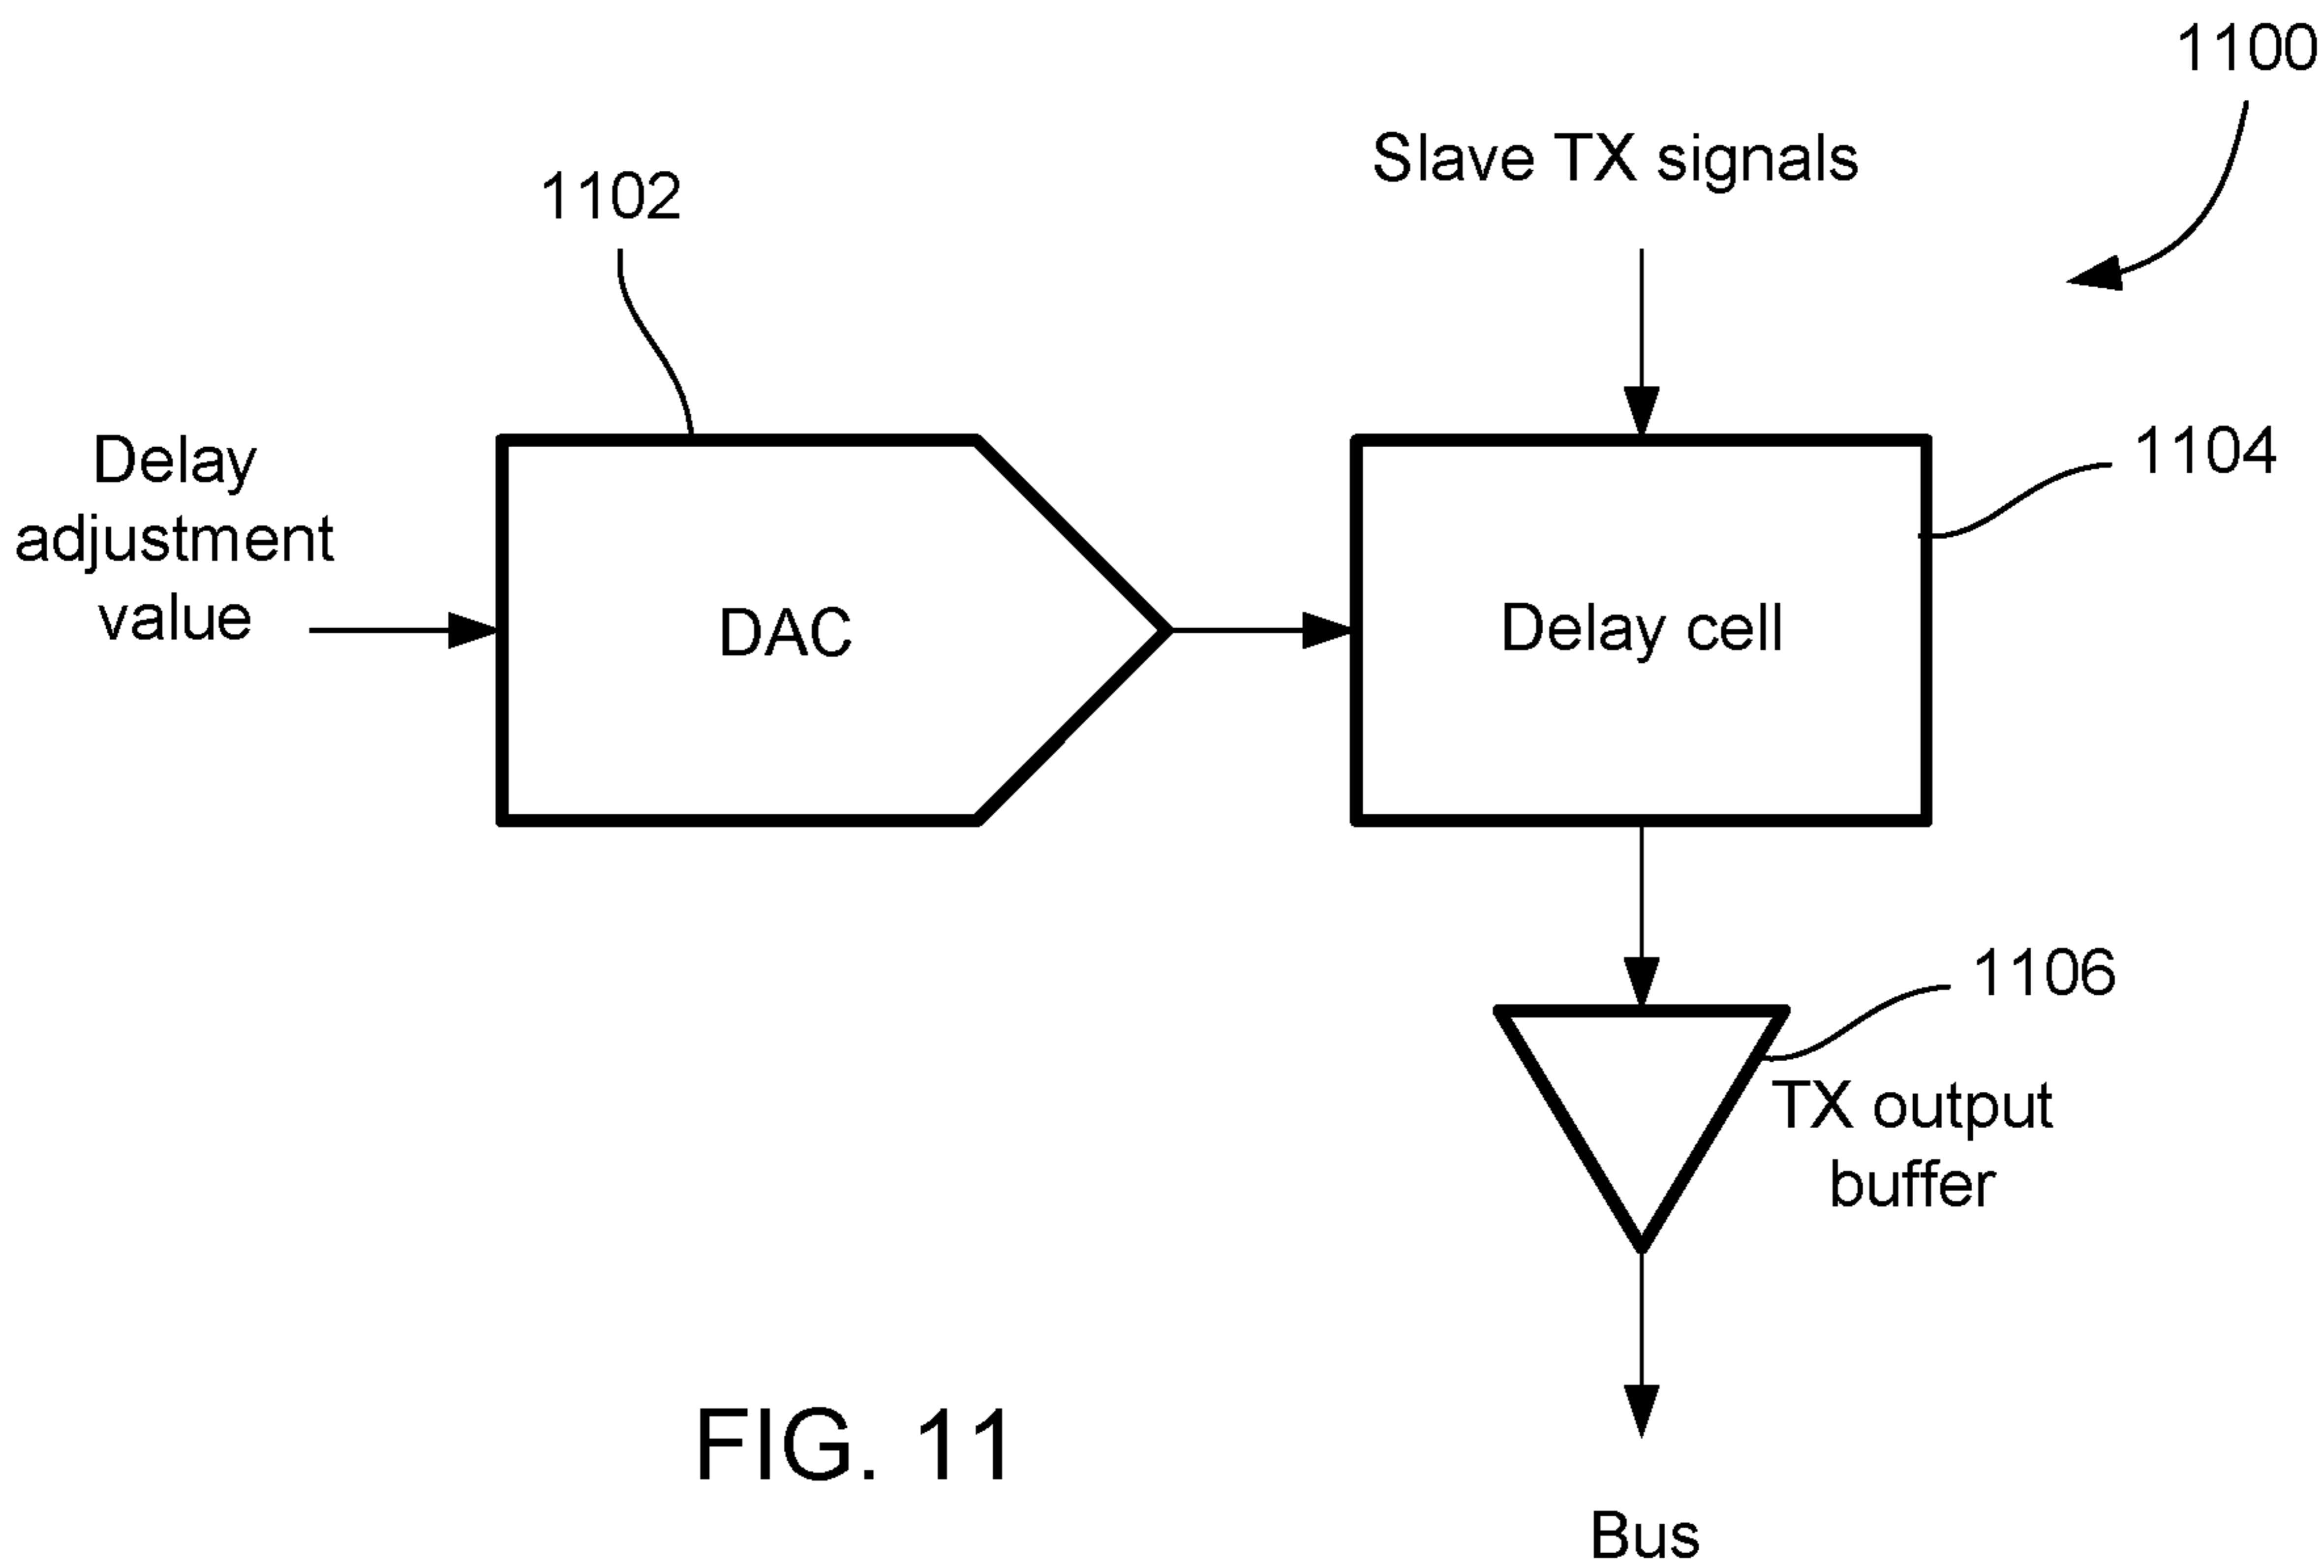 1100
Slave TX signals
1102
Delay
adjustment
value
1104
DAC
Delay cell
1106
TX output
buffer
FIG. 11
Bus